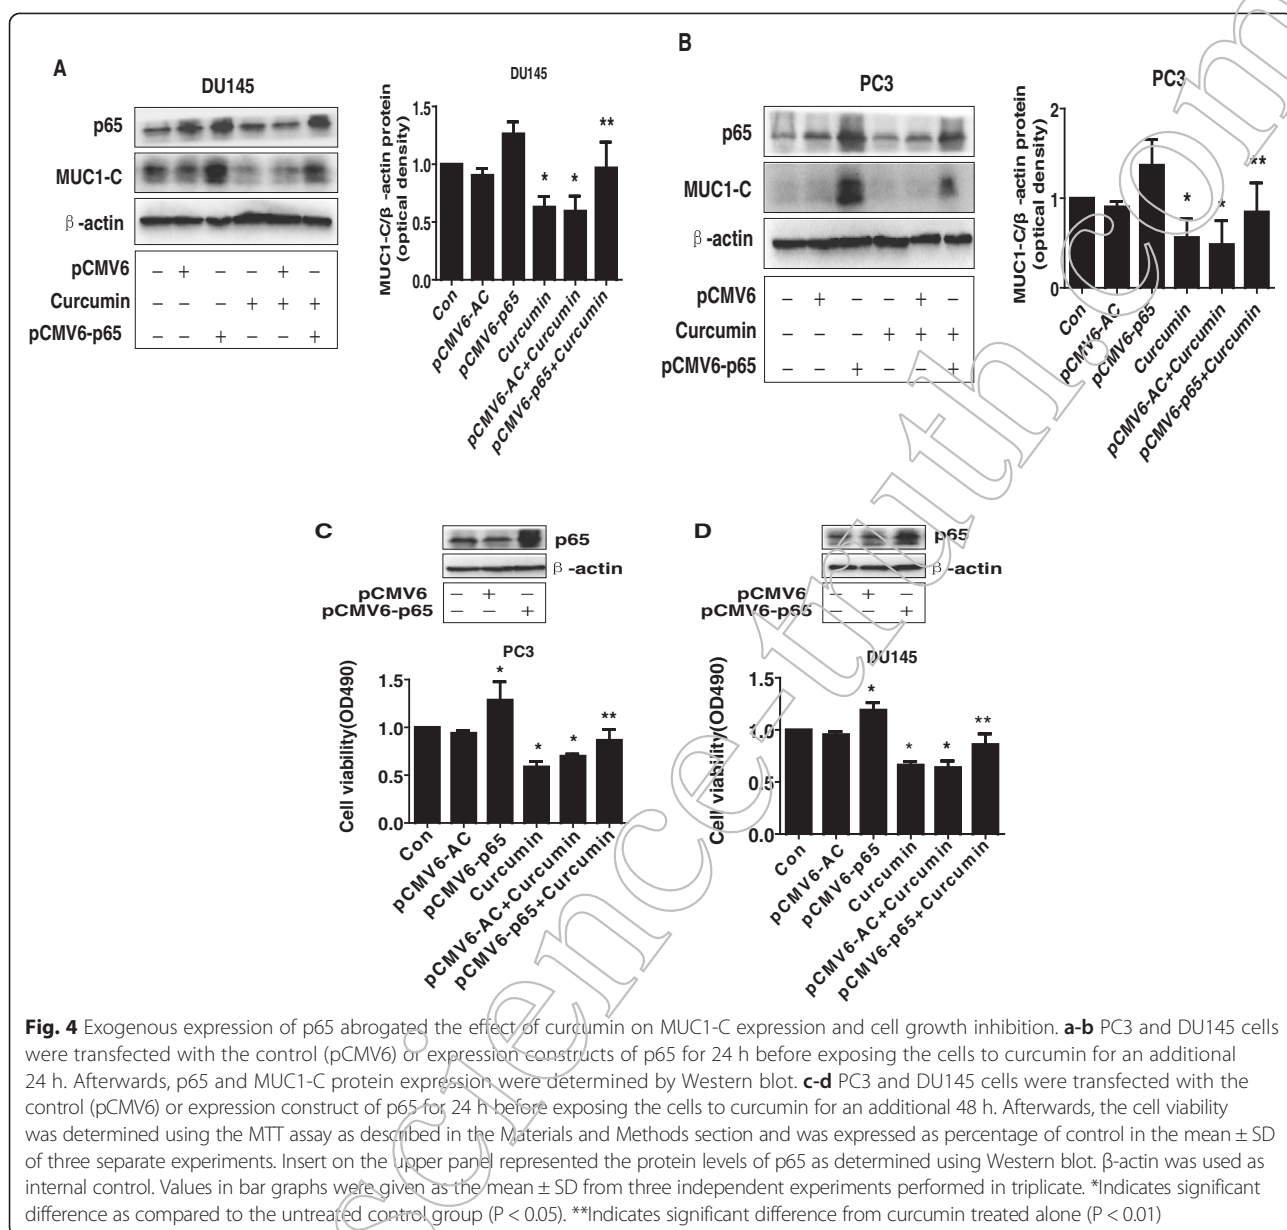 A
DU145
p65
MUC1-C
β-actin
pCMV6 – + – – + –
Curcumin – – – + + +
pCMV6-p65 – – + – – +
DU145
MUC1-C/β-actin protein
(optical density)
1.5
1.0
0.5
0.0
* * **
Con
pCMV6-AC
pCMV6-p65
Curcumin
pCMV6-AC+Curcumin
pCMV6-p65+Curcumin
B
PC3
p65
MUC1-C
β-actin
pCMV6 – + – – + –
Curcumin – – – + + +
pCMV6-p65 – – + – – +
PC3
MUC1-C/β-actin protein
(optical density)
2
1
0
* * **
Con
pCMV6-AC
pCMV6-p65
Curcumin
pCMV6-AC+Curcumin
pCMV6-p65+Curcumin
C
p65
β-actin
pCMV6 – + –
pCMV6-p65 – – +
PC3
Cell viability(OD490)
1.5
1.0
0.5
0.0
* * * **
Con
pCMV6-AC
pCMV6-p65
Curcumin
pCMV6-AC+Curcumin
pCMV6-p65+Curcumin
D
p65
β-actin
pCMV6 – + –
pCMV6-p65 – – +
DU145
Cell viability(OD490)
1.5
1.0
0.5
0.0
* * * **
Con
pCMV6-AC
pCMV6-p65
Curcumin
pCMV6-AC+Curcumin
pCMV6-p65+Curcumin
Fig. 4 Exogenous expression of p65 abrogated the effect of curcumin on MUC1-C expression and cell growth inhibition. a-b PC3 and DU145 cells
were transfected with the control (pCMV6) or expression constructs of p65 for 24 h before exposing the cells to curcumin for an additional
24 h. Afterwards, p65 and MUC1-C protein expression were determined by Western blot. c-d PC3 and DU145 cells were transfected with the
control (pCMV6) or expression construct of p65 for 24 h before exposing the cells to curcumin for an additional 48 h. Afterwards, the cell viability
was determined using the MTT assay as described in the Materials and Methods section and was expressed as percentage of control in the mean ± SD
of three separate experiments. Insert on the upper panel represented the protein levels of p65 as determined using Western blot. β-actin was used as
internal control. Values in bar graphs were given as the mean ± SD from three independent experiments performed in triplicate. *Indicates significant
difference as compared to the untreated control group (P < 0.05). **Indicates significant difference from curcumin treated alone (P < 0.01)
science-truth.com